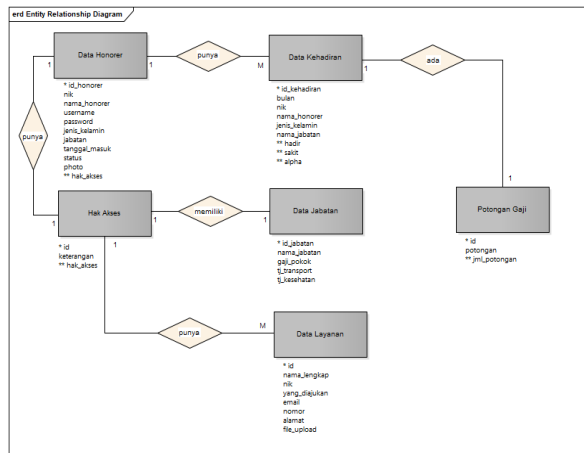 erd Entity Relationship Diagram
Data Honorer
* id_honorer
nik
nama_honorer
username
password
jenis_kelamin
jabatan
tanggal_masuk
status
photo
** hak_akses
1
1
punya
M
Data Kehadiran
* id_kehadiran
bulan
nik
nama_honorer
jenis_kelamin
nama_jabatan
** hadir
** sakit
** alpha
1
ada
1
Potongan Gaji
* id
potongan
** jml_potongan
punya
1
Hak Akses
* id
keterangan
** hak_akses
1
1
memiliki
1
Data Jabatan
* id_jabatan
nama_jabatan
gaji_pokok
tj_transport
tj_kesehatan
punya
M
Data Layanan
* id
nama_lengkap
nik
yang_diajukan
email
nomor
alamat
file_upload